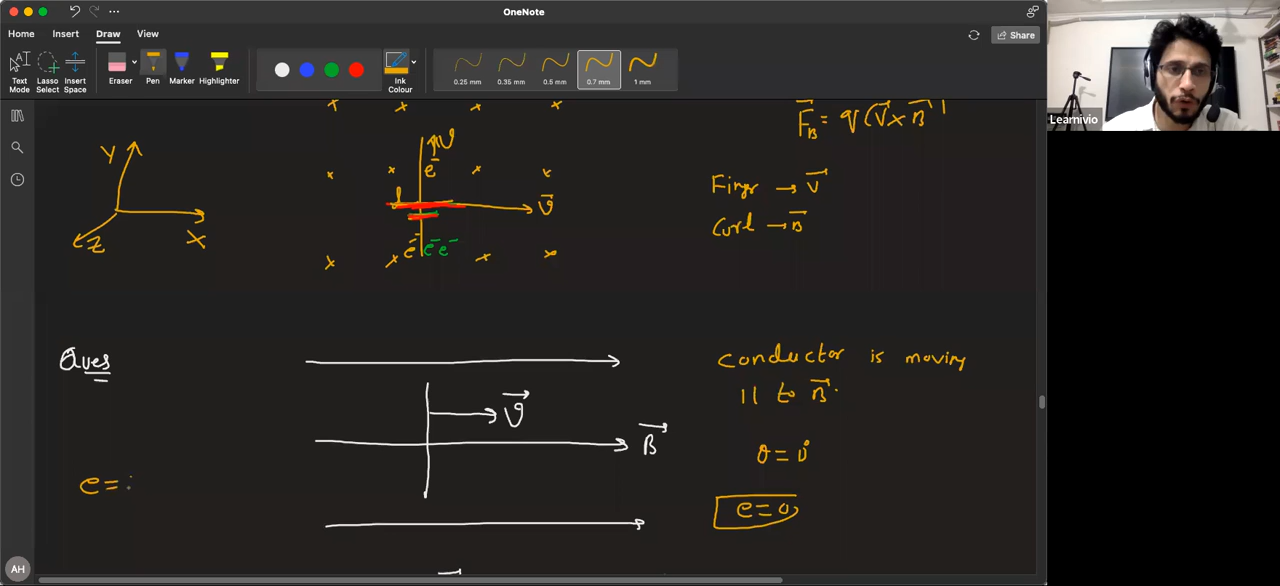 OneNote
Home Insert Draw View
Share
Text Mode
Lasso Select
Insert Space
Eraser
Pen
Marker
Highlighter
Ink Colour
0.25 mm
0.35 mm
0.5 mm
0.7 mm
1 mm
Learnivio
F⃗_B = q(V⃗ × B⃗)
Y
X
Z
V
e⁻
l
V⃗
e⁻ e⁻ e⁻
Curl → B⃗
Ques
V⃗
B⃗
e =
Conductor is moving
|| to B⃗.
θ = 0°
e = 0
AH